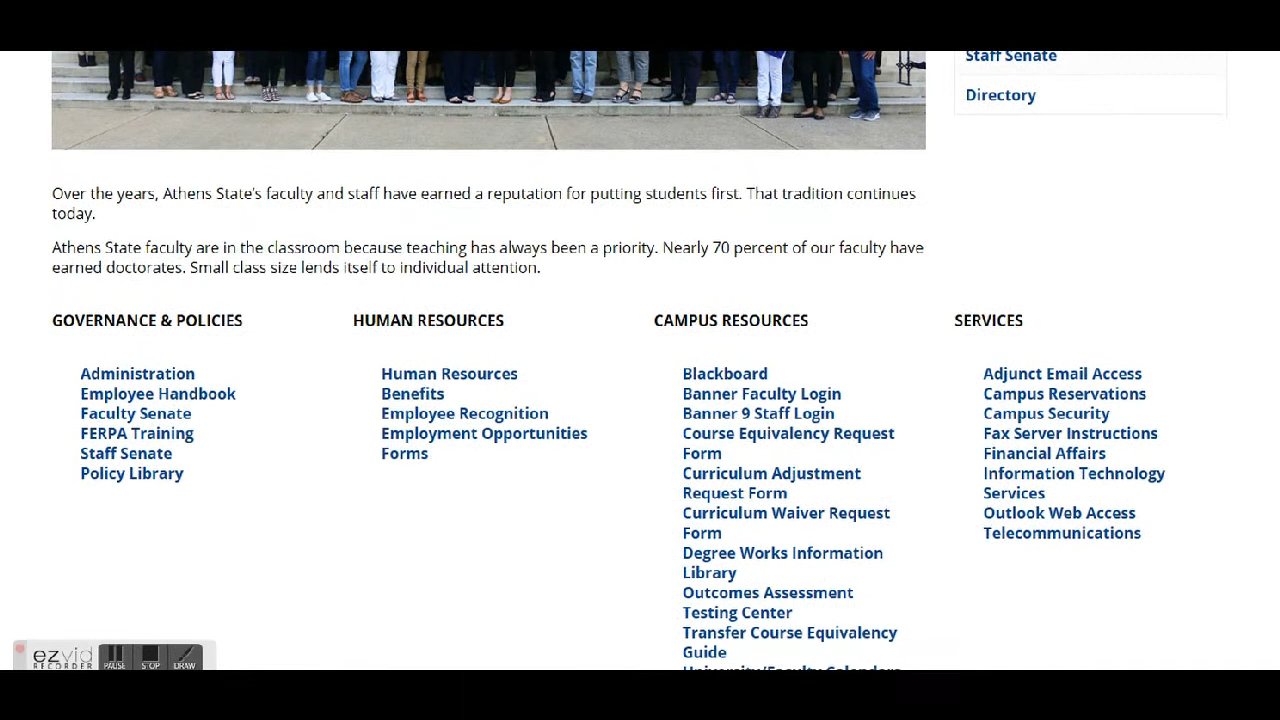 Staff Senate
Directory
Over the years, Athens State's faculty and staff have earned a reputation for putting students first. That tradition continues
today.
Athens State faculty are in the classroom because teaching has always been a priority. Nearly 70 percent of our faculty have
earned doctorates. Small class size lends itself to individual attention.
GOVERNANCE & POLICIES
Administration
Employee Handbook
Faculty Senate
FERPA Training
Staff Senate
Policy Library
HUMAN RESOURCES
Human Resources
Benefits
Employee Recognition
Employment Opportunities
Forms
CAMPUS RESOURCES
Blackboard
Banner Faculty Login
Banner 9 Staff Login
Course Equivalency Request
Form
Curriculum Adjustment
Request Form
Curriculum Waiver Request
Form
Degree Works Information
Library
Outcomes Assessment
Testing Center
Transfer Course Equivalency
Guide
University/Faculty Calendars
SERVICES
Adjunct Email Access
Campus Reservations
Campus Security
Fax Server Instructions
Financial Affairs
Information Technology
Services
Outlook Web Access
Telecommunications
ezvid
RECORDER
PAUSE
STOP
DRAW